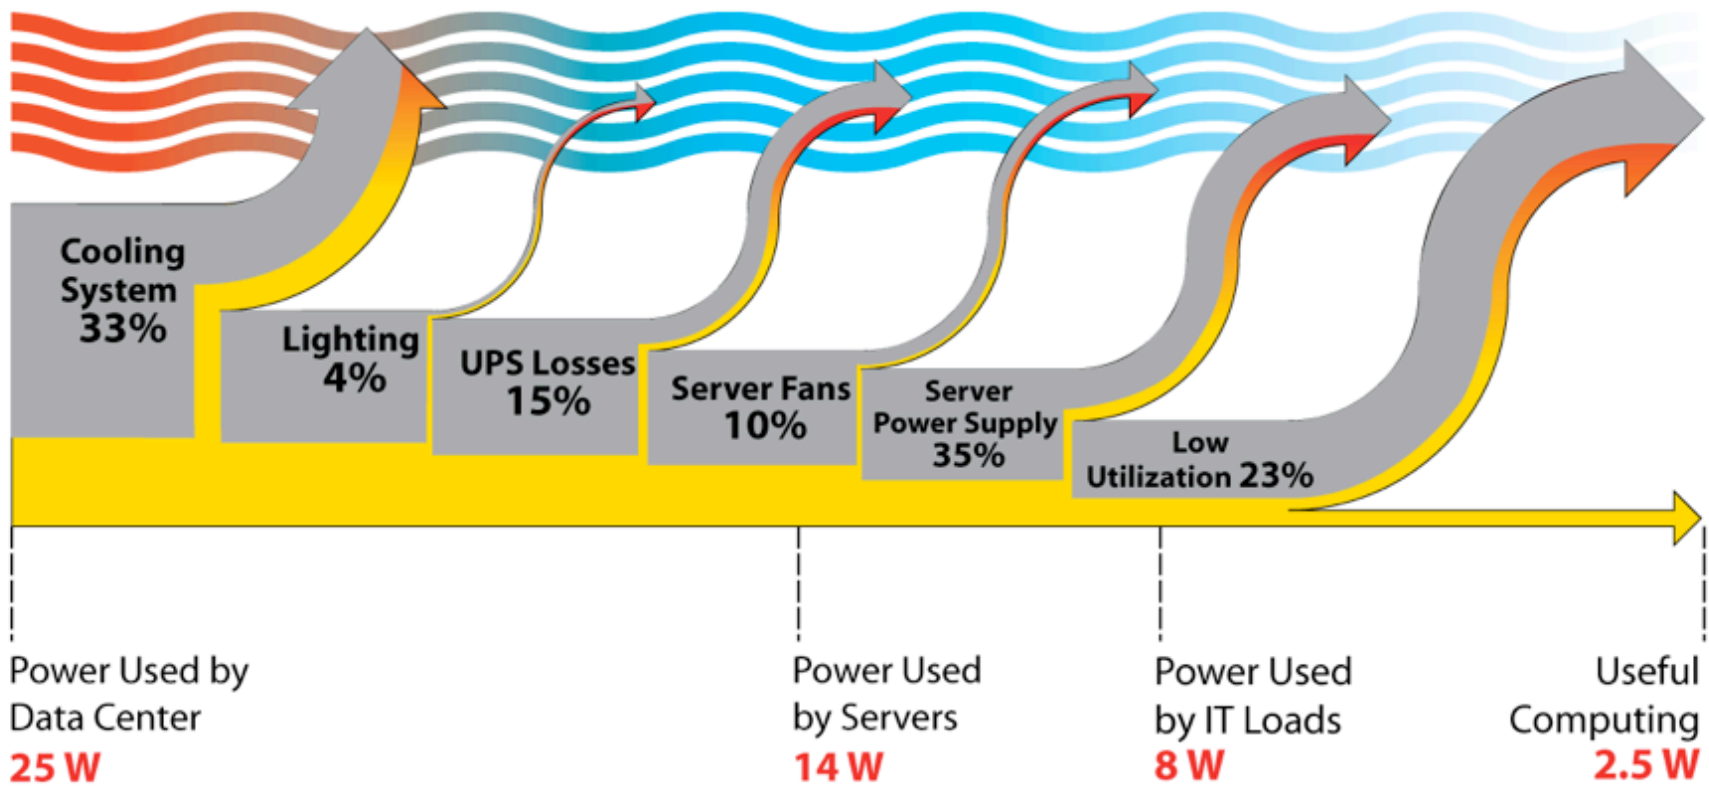 Cooling
System
33%
Lighting
4%
UPS Losses
15%
Server Fans
10%
Server
Power Supply
35%
Low
Utilization 23%
Power Used by
Data Center
25 W
Power Used
by Servers
14 W
Power Used
by IT Loads
8 W
Useful
Computing
2.5 W